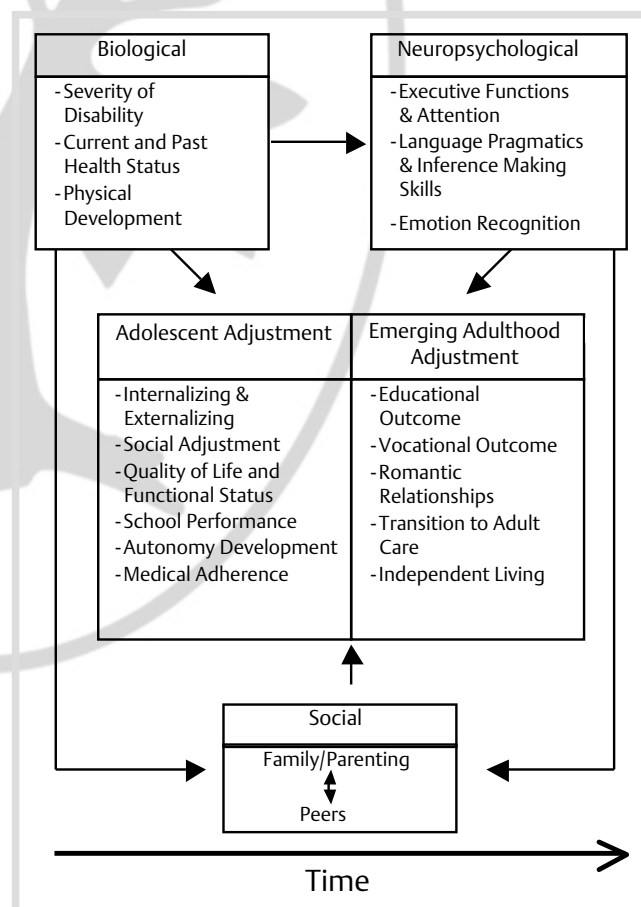 Biological
-Severity of
Disability
-Current and Past
Health Status
-Physical
Development
Neuropsychological
-Executive Functions
& Attention
-Language Pragmatics
& Inference Making
Skills
-Emotion Recognition
Adolescent Adjustment
-Internalizing &
Externalizing
-Social Adjustment
-Quality of Life and
Functional Status
-School Performance
-Autonomy Development
-Medical Adherence
Emerging Adulthood
Adjustment
-Educational
Outcome
-Vocational Outcome
-Romantic
Relationships
-Transition to Adult
Care
-Independent Living
Social
Family/Parenting
Peers
Time